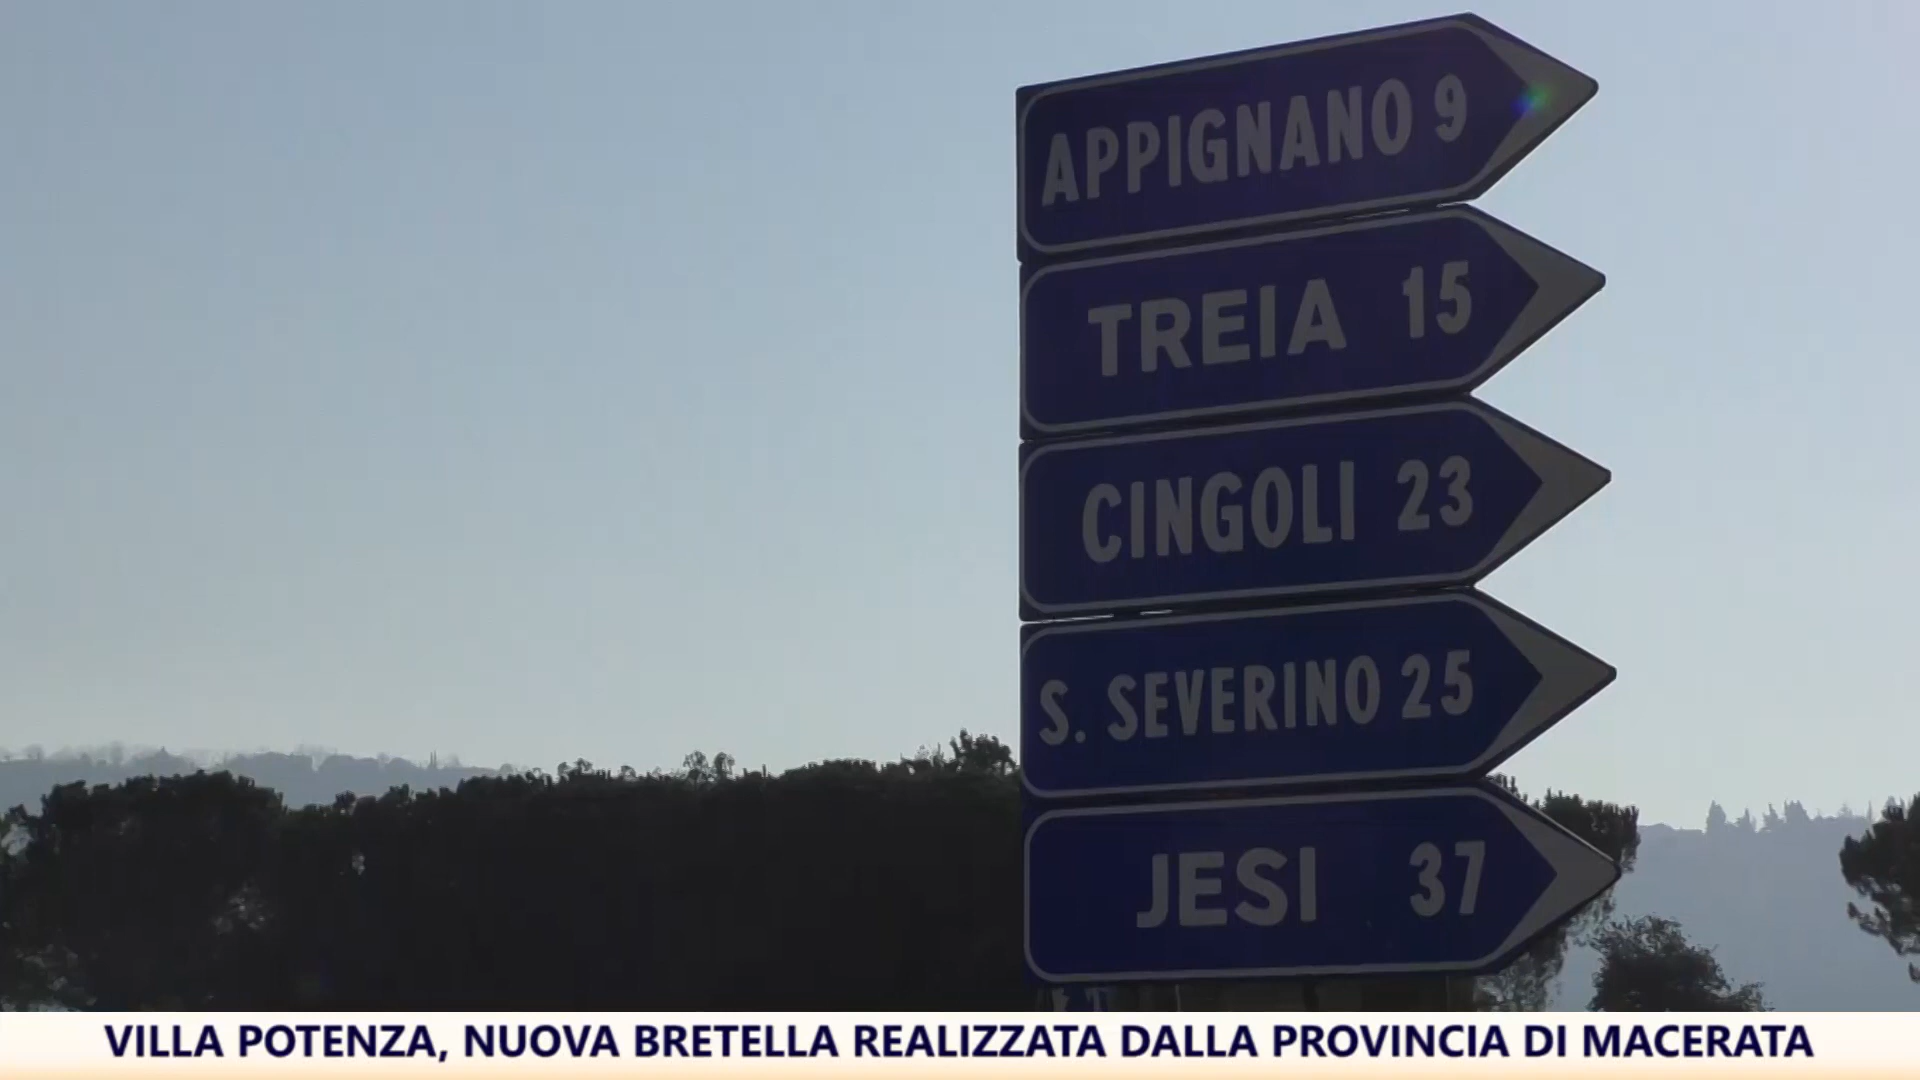 APPIGNANO 9
TREIA 15
CINGOLI 23
S. SEVERINO 25
JESI 37
VILLA POTENZA, NUOVA BRETELLA REALIZZATA DALLA PROVINCIA DI MACERATA